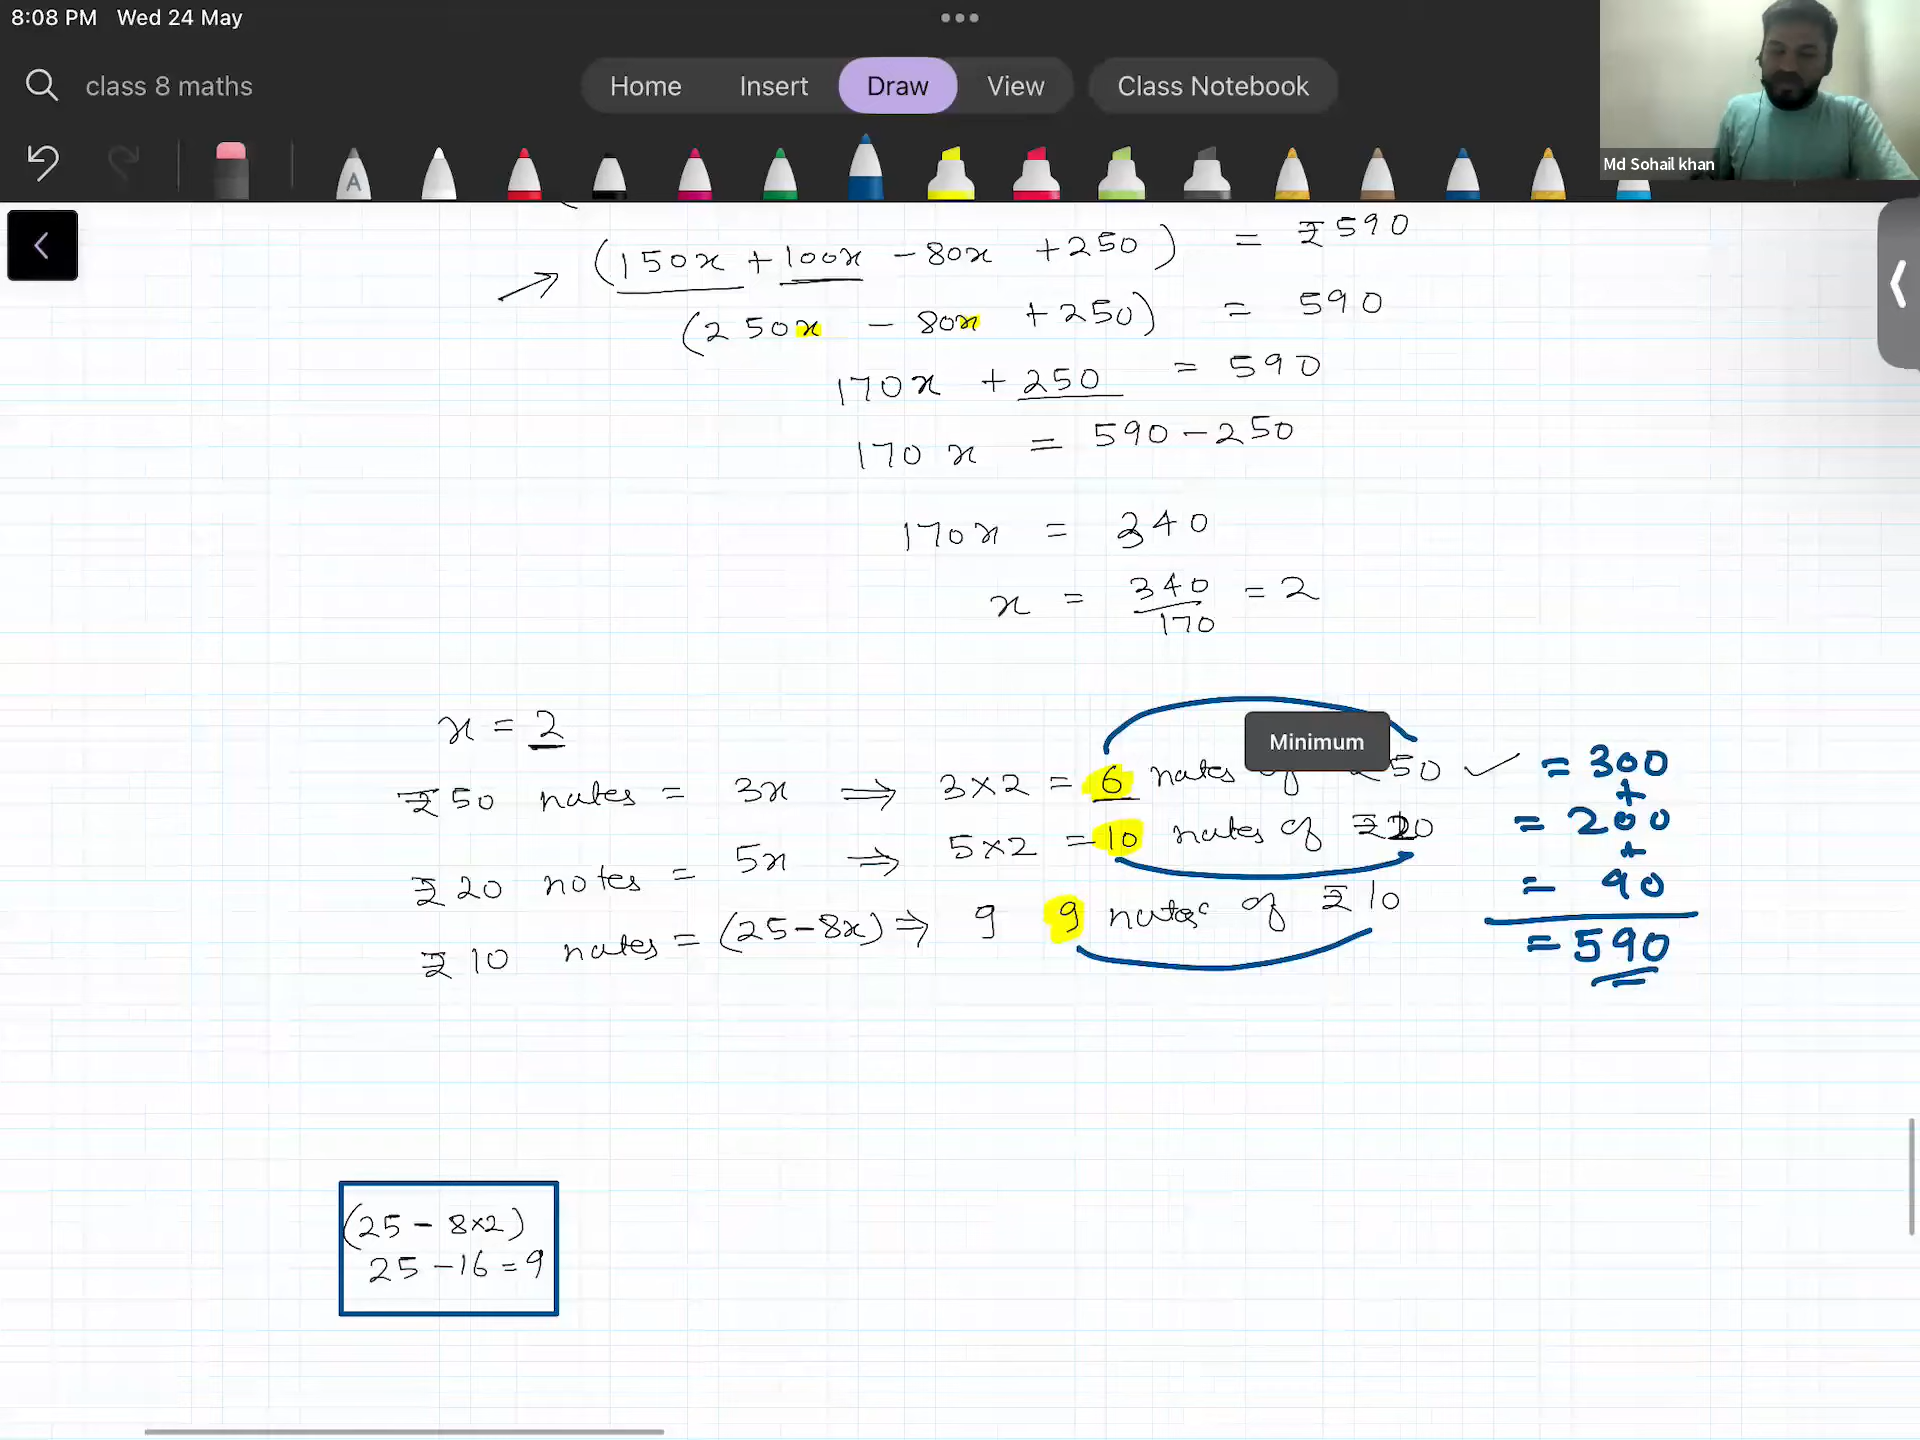 8:08 PM Wed 24 May
class 8 maths
Home Insert Draw View Class Notebook
A
Md Sohail khan
(150x + 100x - 80x + 250) = ₹590
(250x - 80x + 250) = 590
170x + 250 = 590
170x = 590 - 250
170x = 340
x = 340/170 = 2
x = 2
Minimum
₹50 notes = 3x ⇒ 3×2 = 6 notes of ₹50 ✓ = 300
+
₹20 notes = 5x ⇒ 5×2 = 10 notes of ₹20 = 200
+
₹10 notes = (25-8x) ⇒ 9 9 notes of ₹10 = 90
= 590
(25 - 8×2)
25 - 16 = 9